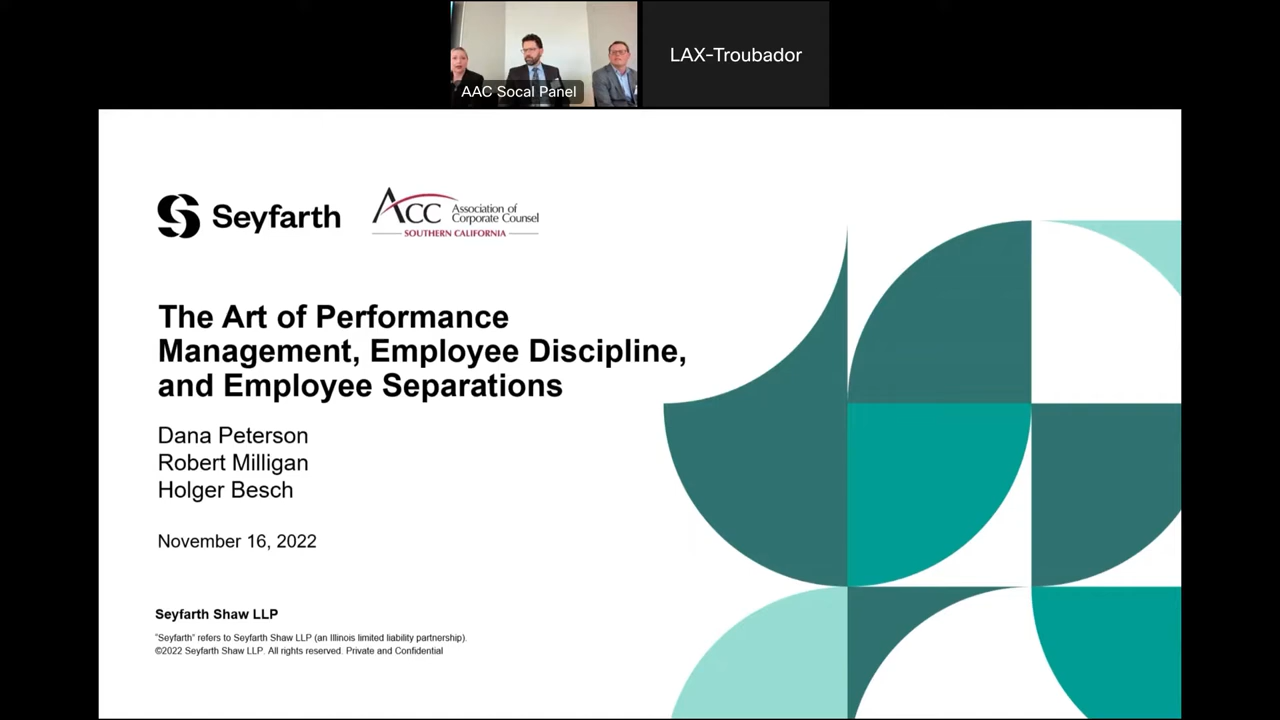 AAC Socal Panel
LAX-Troubador
Seyfarth
ACC
Association of
Corporate Counsel
SOUTHERN CALIFORNIA
The Art of Performance
Management, Employee Discipline,
and Employee Separations
Dana Peterson
Robert Milligan
Holger Besch
November 16, 2022
Seyfarth Shaw LLP
"Seyfarth" refers to Seyfarth Shaw LLP (an Illinois limited liability partnership).
©2022 Seyfarth Shaw LLP. All rights reserved. Private and Confidential